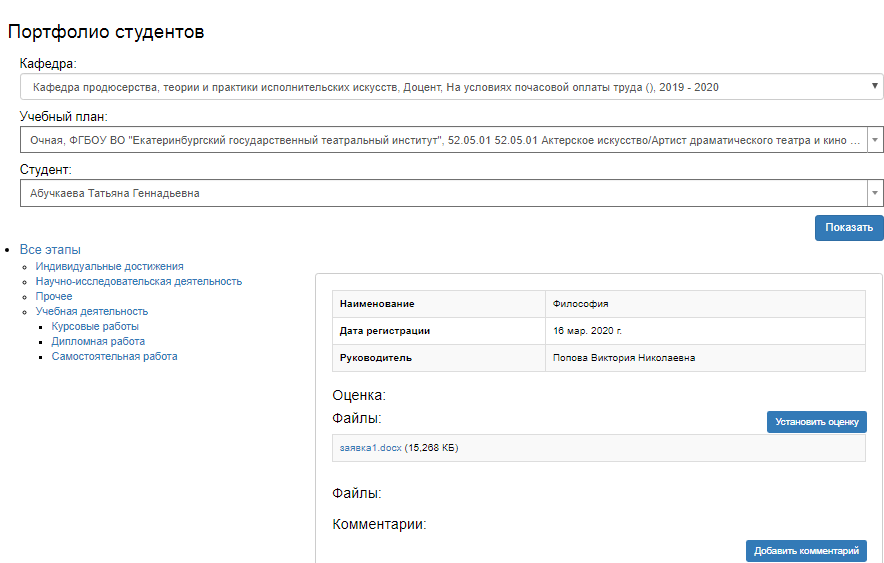 Портфолио студентов
Кафедра:
Кафедра продюсерства, теории и практики исполнительских искусств, Доцент, На условиях почасовой оплаты труда (), 2019 - 2020
Учебный план:
Очная, ФГБОУ ВО "Екатеринбургский государственный театральный институт", 52.05.01 52.05.01 Актерское искусство/Артист драматического театра и кино ...
Студент:
Абучкаева Татьяна Геннадьевна
Показать
Все этапы
Индивидуальные достижения
Научно-исследовательская деятельность
Прочее
Учебная деятельность
Курсовые работы
Дипломная работа
Самостоятельная работа
Наименование Философия
Дата регистрации 16 мар. 2020 г.
Руководитель Попова Виктория Николаевна
Оценка:
Файлы:
Установить оценку
заявка1.docx (15,268 КБ)
Файлы:
Комментарии:
Добавить комментарий